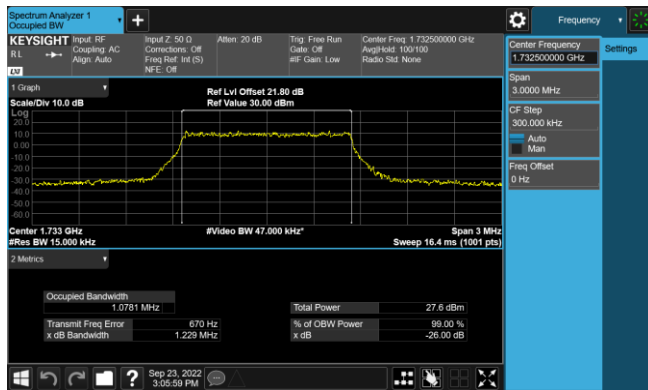 Spectrum Analyzer 1
Occupied BW
+
Frequency
KEYSIGHT
R L
LXI
Input: RF
Coupling: AC
Align: Auto
Input Z: 50 Ω
Corrections: Off
Freq Ref: Int (S)
NFE: Off
Atten: 20 dB
Trig: Free Run
Gate: Off
#IF Gain: Low
Center Freq: 1.732500000 GHz
Avg|Hold: 100/100
Radio Std: None
Center Frequency
1.732500000 GHz
Settings
Span
3.0000 MHz
CF Step
300.000 kHz
Auto
Man
Freq Offset
0 Hz
1 Graph
Scale/Div 10.0 dB
Ref Lvl Offset 21.80 dB
Ref Value 30.00 dBm
Log
20.0
10.0
0.00
-10.0
-20.0
-30.0
-40.0
-50.0
-60.0
Center 1.733 GHz
#Res BW 15.000 kHz
#Video BW 47.000 kHz*
Span 3 MHz
Sweep 16.4 ms (1001 pts)
2 Metrics
Occupied Bandwidth
1.0781 MHz
Total Power 27.6 dBm
Transmit Freq Error 670 Hz
% of OBW Power 99.00 %
x dB Bandwidth 1.229 MHz
x dB -26.00 dB
?
Sep 23, 2022
3:05:59 PM